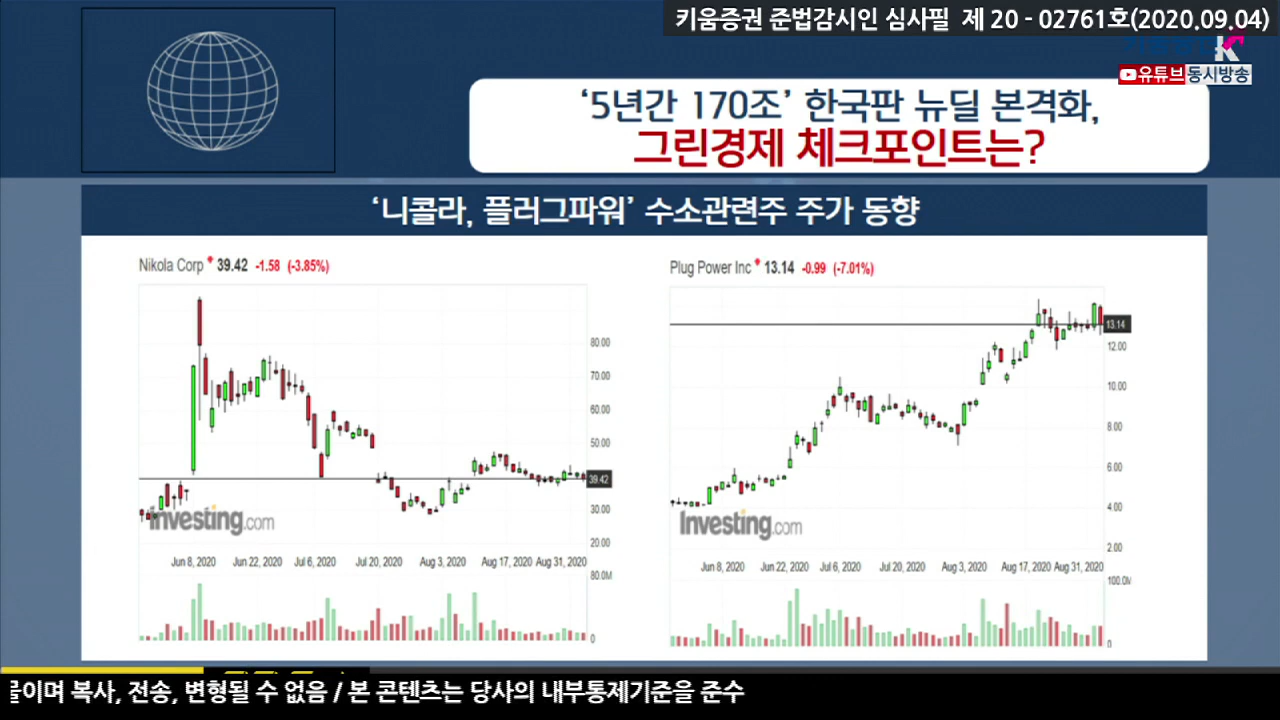 키움증권 준법감시인 심사필 제 20 - 02761호(2020.09.04)
K
유튜브동시방송
‘5년간 170조’ 한국판 뉴딜 본격화,
그린경제 체크포인트는?
‘니콜라, 플러그파워’ 수소관련주 주가 동향
Nikola Corp 39.42 -1.58 (-3.85%)
80.00
70.00
60.00
50.00
39.42
30.00
20.00
Investing.com
Jun 8, 2020 Jun 22, 2020 Jul 6, 2020 Jul 20, 2020 Aug 3, 2020 Aug 17, 2020 Aug 31, 2020
80.0M
0
Plug Power Inc 13.14 -0.99 (-7.01%)
13.14
12.00
10.00
8.00
6.00
4.00
2.00
Investing.com
Jun 8, 2020 Jun 22, 2020 Jul 6, 2020 Jul 20, 2020 Aug 3, 2020 Aug 17, 2020 Aug 31, 2020
100.0M
0
이며 복사, 전송, 변형될 수 없음 / 본 콘텐츠는 당사의 내부통제기준을 준수